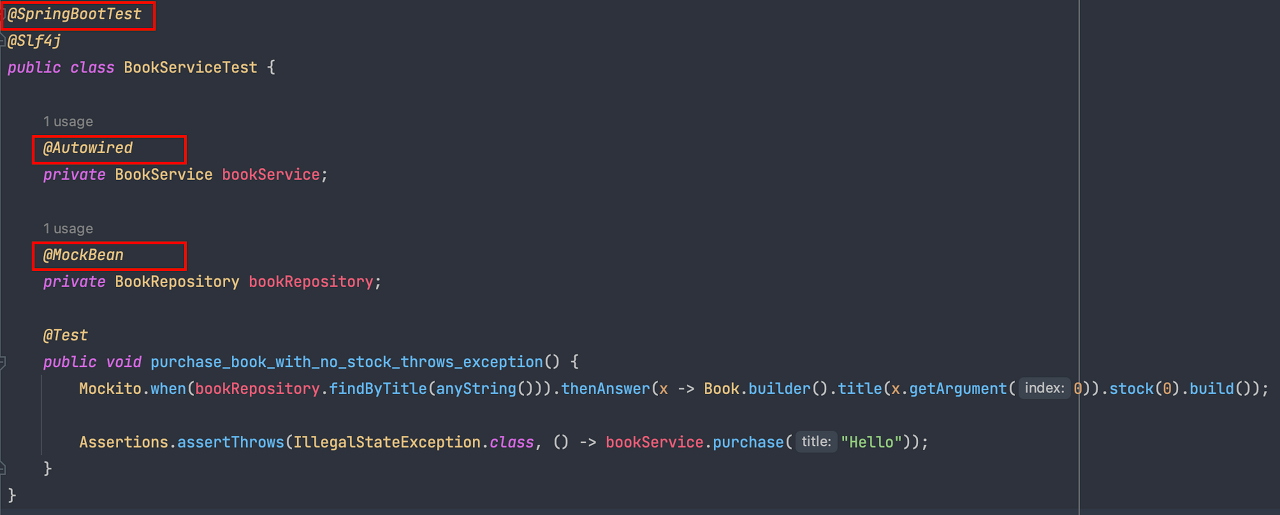 @SpringBootTest
@Slf4j
public class BookServiceTest {
1 usage
@Autowired
private BookService bookService;
1 usage
@MockBean
private BookRepository bookRepository;
@Test
public void purchase_book_with_no_stock_throws_exception() {
Mockito.when(bookRepository.findByTitle(anyString())).thenAnswer(x -> Book.builder().title(x.getArgument( index: 0)).stock(0).build());
Assertions.assertThrows(IllegalStateException.class, () -> bookService.purchase( title: "Hello"));
}
}